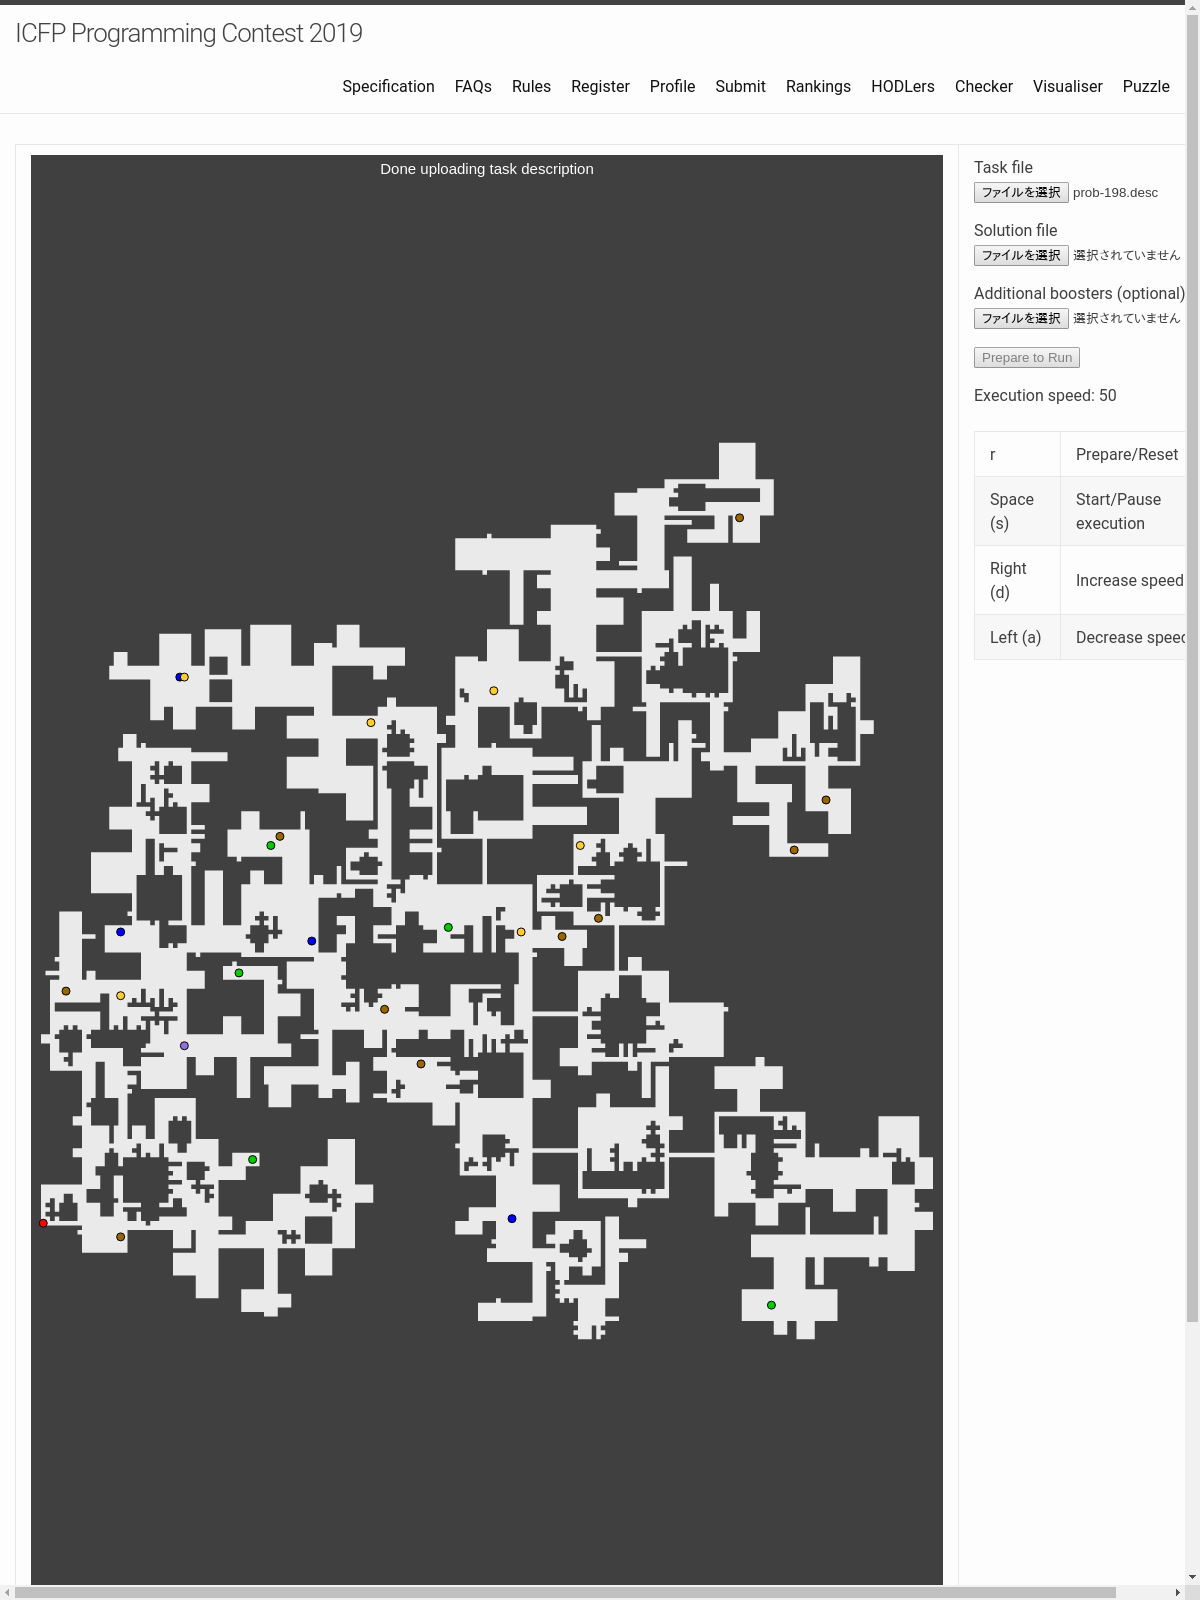 ICFP Programming Contest 2019
Specification FAQs Rules Register Profile Submit Rankings HODLers Checker Visualiser Puzzle
Done uploading task description
Task file
ファイルを選択 prob-198.desc
Solution file
ファイルを選択 選択されていません
Additional boosters (optional)
ファイルを選択 選択されていません
Prepare to Run
Execution speed: 50
r Prepare/Reset
Space (s) Start/Pause execution
Right (d) Increase speed
Left (a) Decrease speed